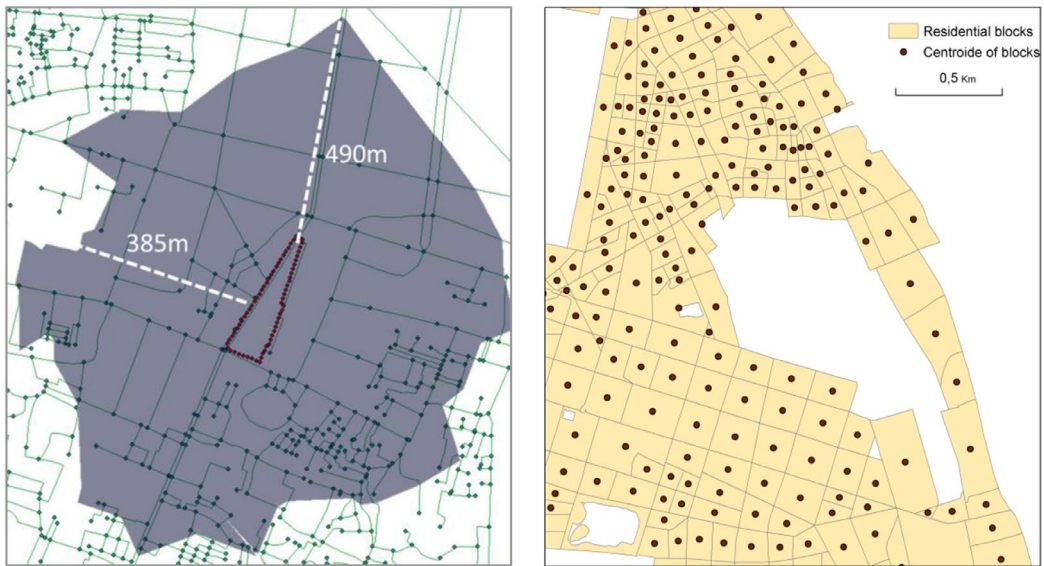 490m
385m
Residential blocks
Centroide of blocks
0,5 Km